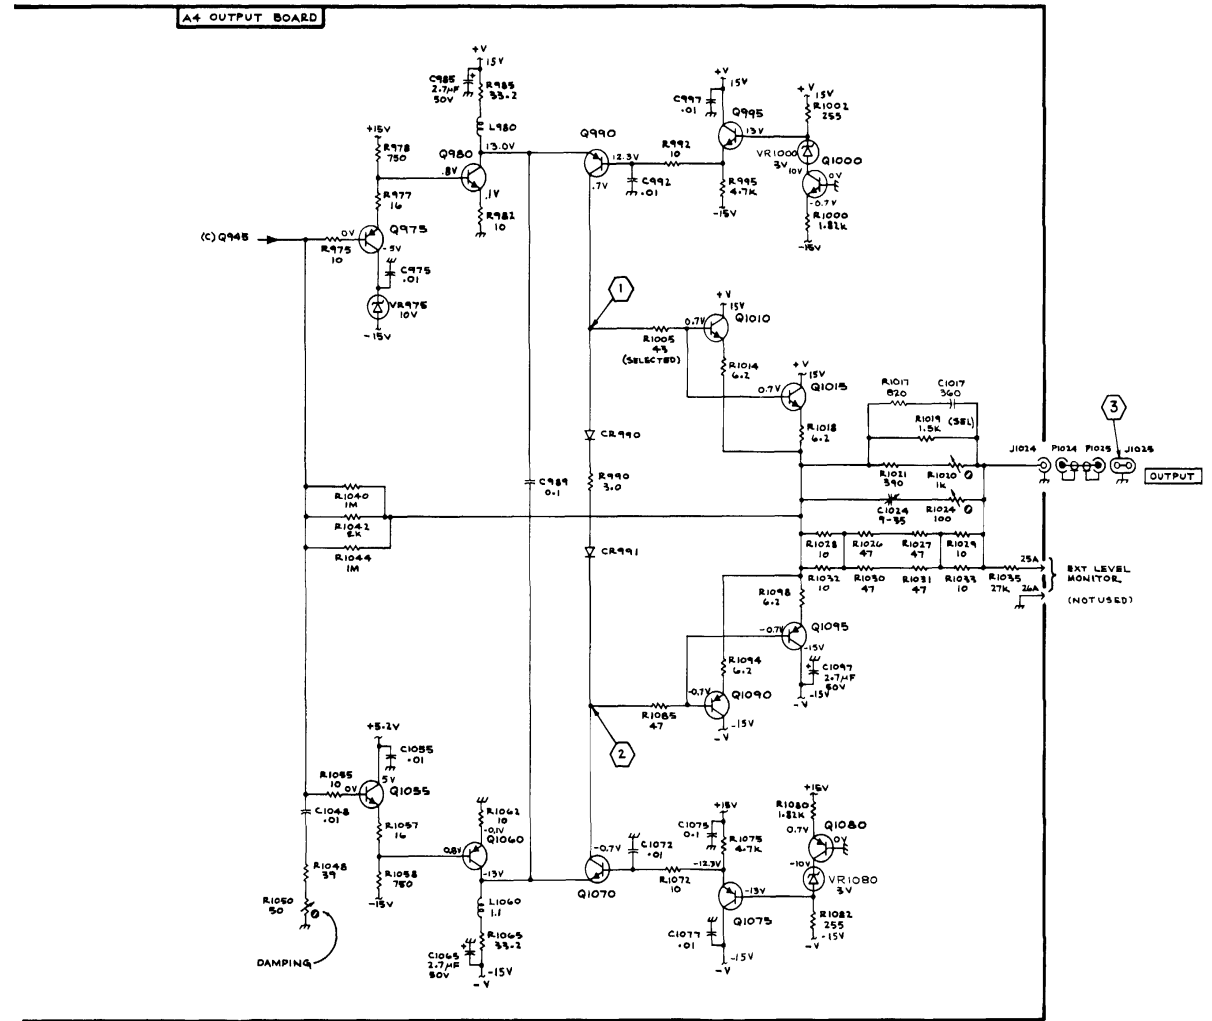 A4 OUTPUT BOARD
+V
15V
C985
2.7µF
50V
R985
33.2
L980
13.0V
+15V
R978
750
Q980
.8V
.1V
R982
10
R977
16
(C) Q945
0V
R975
10
Q975
-5V
C975
.01
VR975
10V
-15V
Q990
12.3V
.7V
C992
.01
R992
10
+V
15V
C997
.01
Q995
13V
R995
4.7K
-15V
+V
15V
R1002
255
VR1000
3V
Q1000
10V
0V
-0.7V
R1000
1.82K
-15V
1
R1005
43
(SELECTED)
0.7V
+V
15V
Q1010
R1014
6.2
+V
15V
0.7V
Q1015
R1018
6.2
R1017
820
C1017
360
R1019
1.5K
(SEL)
R1021
390
R1020
1K
J1024
P1024
P1025
J1025
3
OUTPUT
CR990
R990
3.0
C989
0.1
R1040
1M
R1042
2K
R1044
1M
C1024
9-35
R1024
100
R1028
10
R1026
47
R1027
47
R1029
10
R1032
10
R1030
47
R1031
47
R1033
10
R1035
27K
25A
26A
EXT LEVEL
MONITOR
(NOT USED)
CR991
R1098
6.2
-0.7V
Q1095
-15V
C1097
2.7µF
50V
-15V
-V
R1094
6.2
-0.7V
Q1090
-15V
-V
R1085
47
2
+5.2V
C1055
.01
5V
R1055
10
0V
Q1055
C1048
.01
R1057
16
R1058
750
-15V
R1048
39
R1050
50
DAMPING
R1062
10
-0.1V
Q1060
0.8V
-13V
L1060
1.1
R1065
33.2
C1065
2.7µF
50V
-15V
-V
-0.7V
Q1070
C1072
.01
R1072
10
+15V
C1075
0.1
R1075
4.7K
-12.3V
-13V
Q1075
C1077
.01
-15V
-V
+15V
R1080
1.82K
0.7V
Q1080
0V
-10V
VR1080
3V
R1082
255
-15V
-V